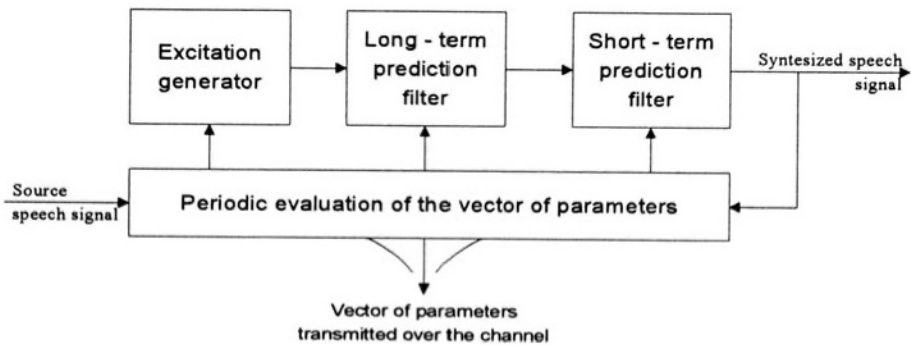 Excitation
generator
Long - term
prediction
filter
Short - term
prediction
filter
Syntesized speech
signal
Source
speech signal
Periodic evaluation of the vector of parameters
Vector of parameters
transmitted over the channel